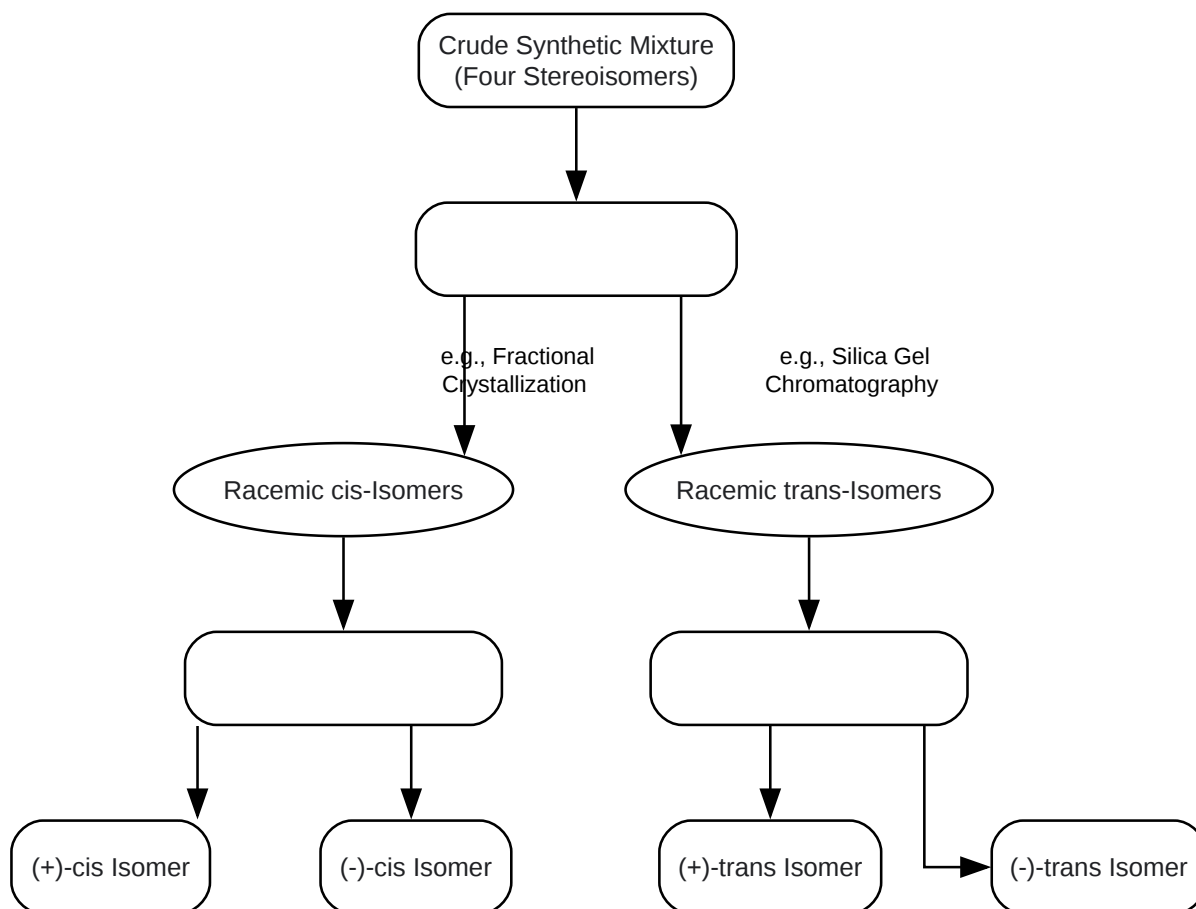 Crude Synthetic Mixture
(Four Stereoisomers)
e.g., Fractional
Crystallization
e.g., Silica Gel
Chromatography
Racemic cis-Isomers
Racemic trans-Isomers
(+)-cis Isomer
(-)-cis Isomer
(+)-trans Isomer
(-)-trans Isomer